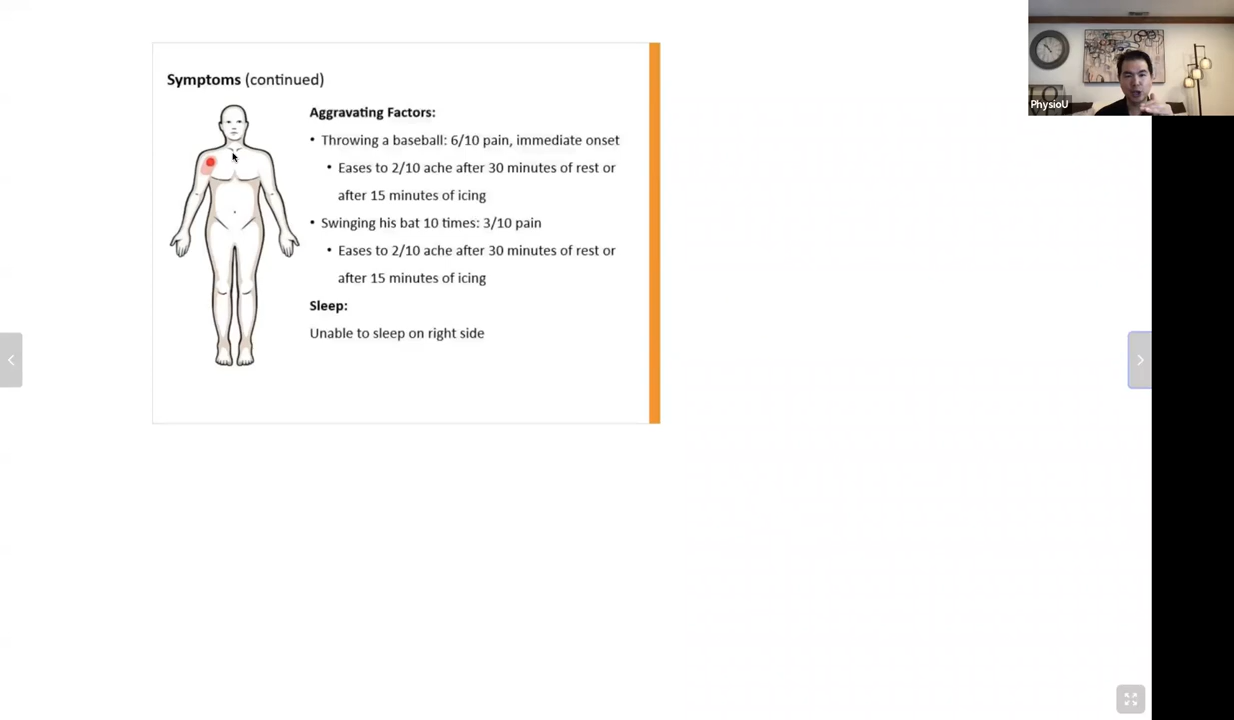 Symptoms (continued)
Aggravating Factors:
• Throwing a baseball: 6/10 pain, immediate onset
• Eases to 2/10 ache after 30 minutes of rest or
after 15 minutes of icing
• Swinging his bat 10 times: 3/10 pain
• Eases to 2/10 ache after 30 minutes of rest or
after 15 minutes of icing
Sleep:
Unable to sleep on right side
PhysioU